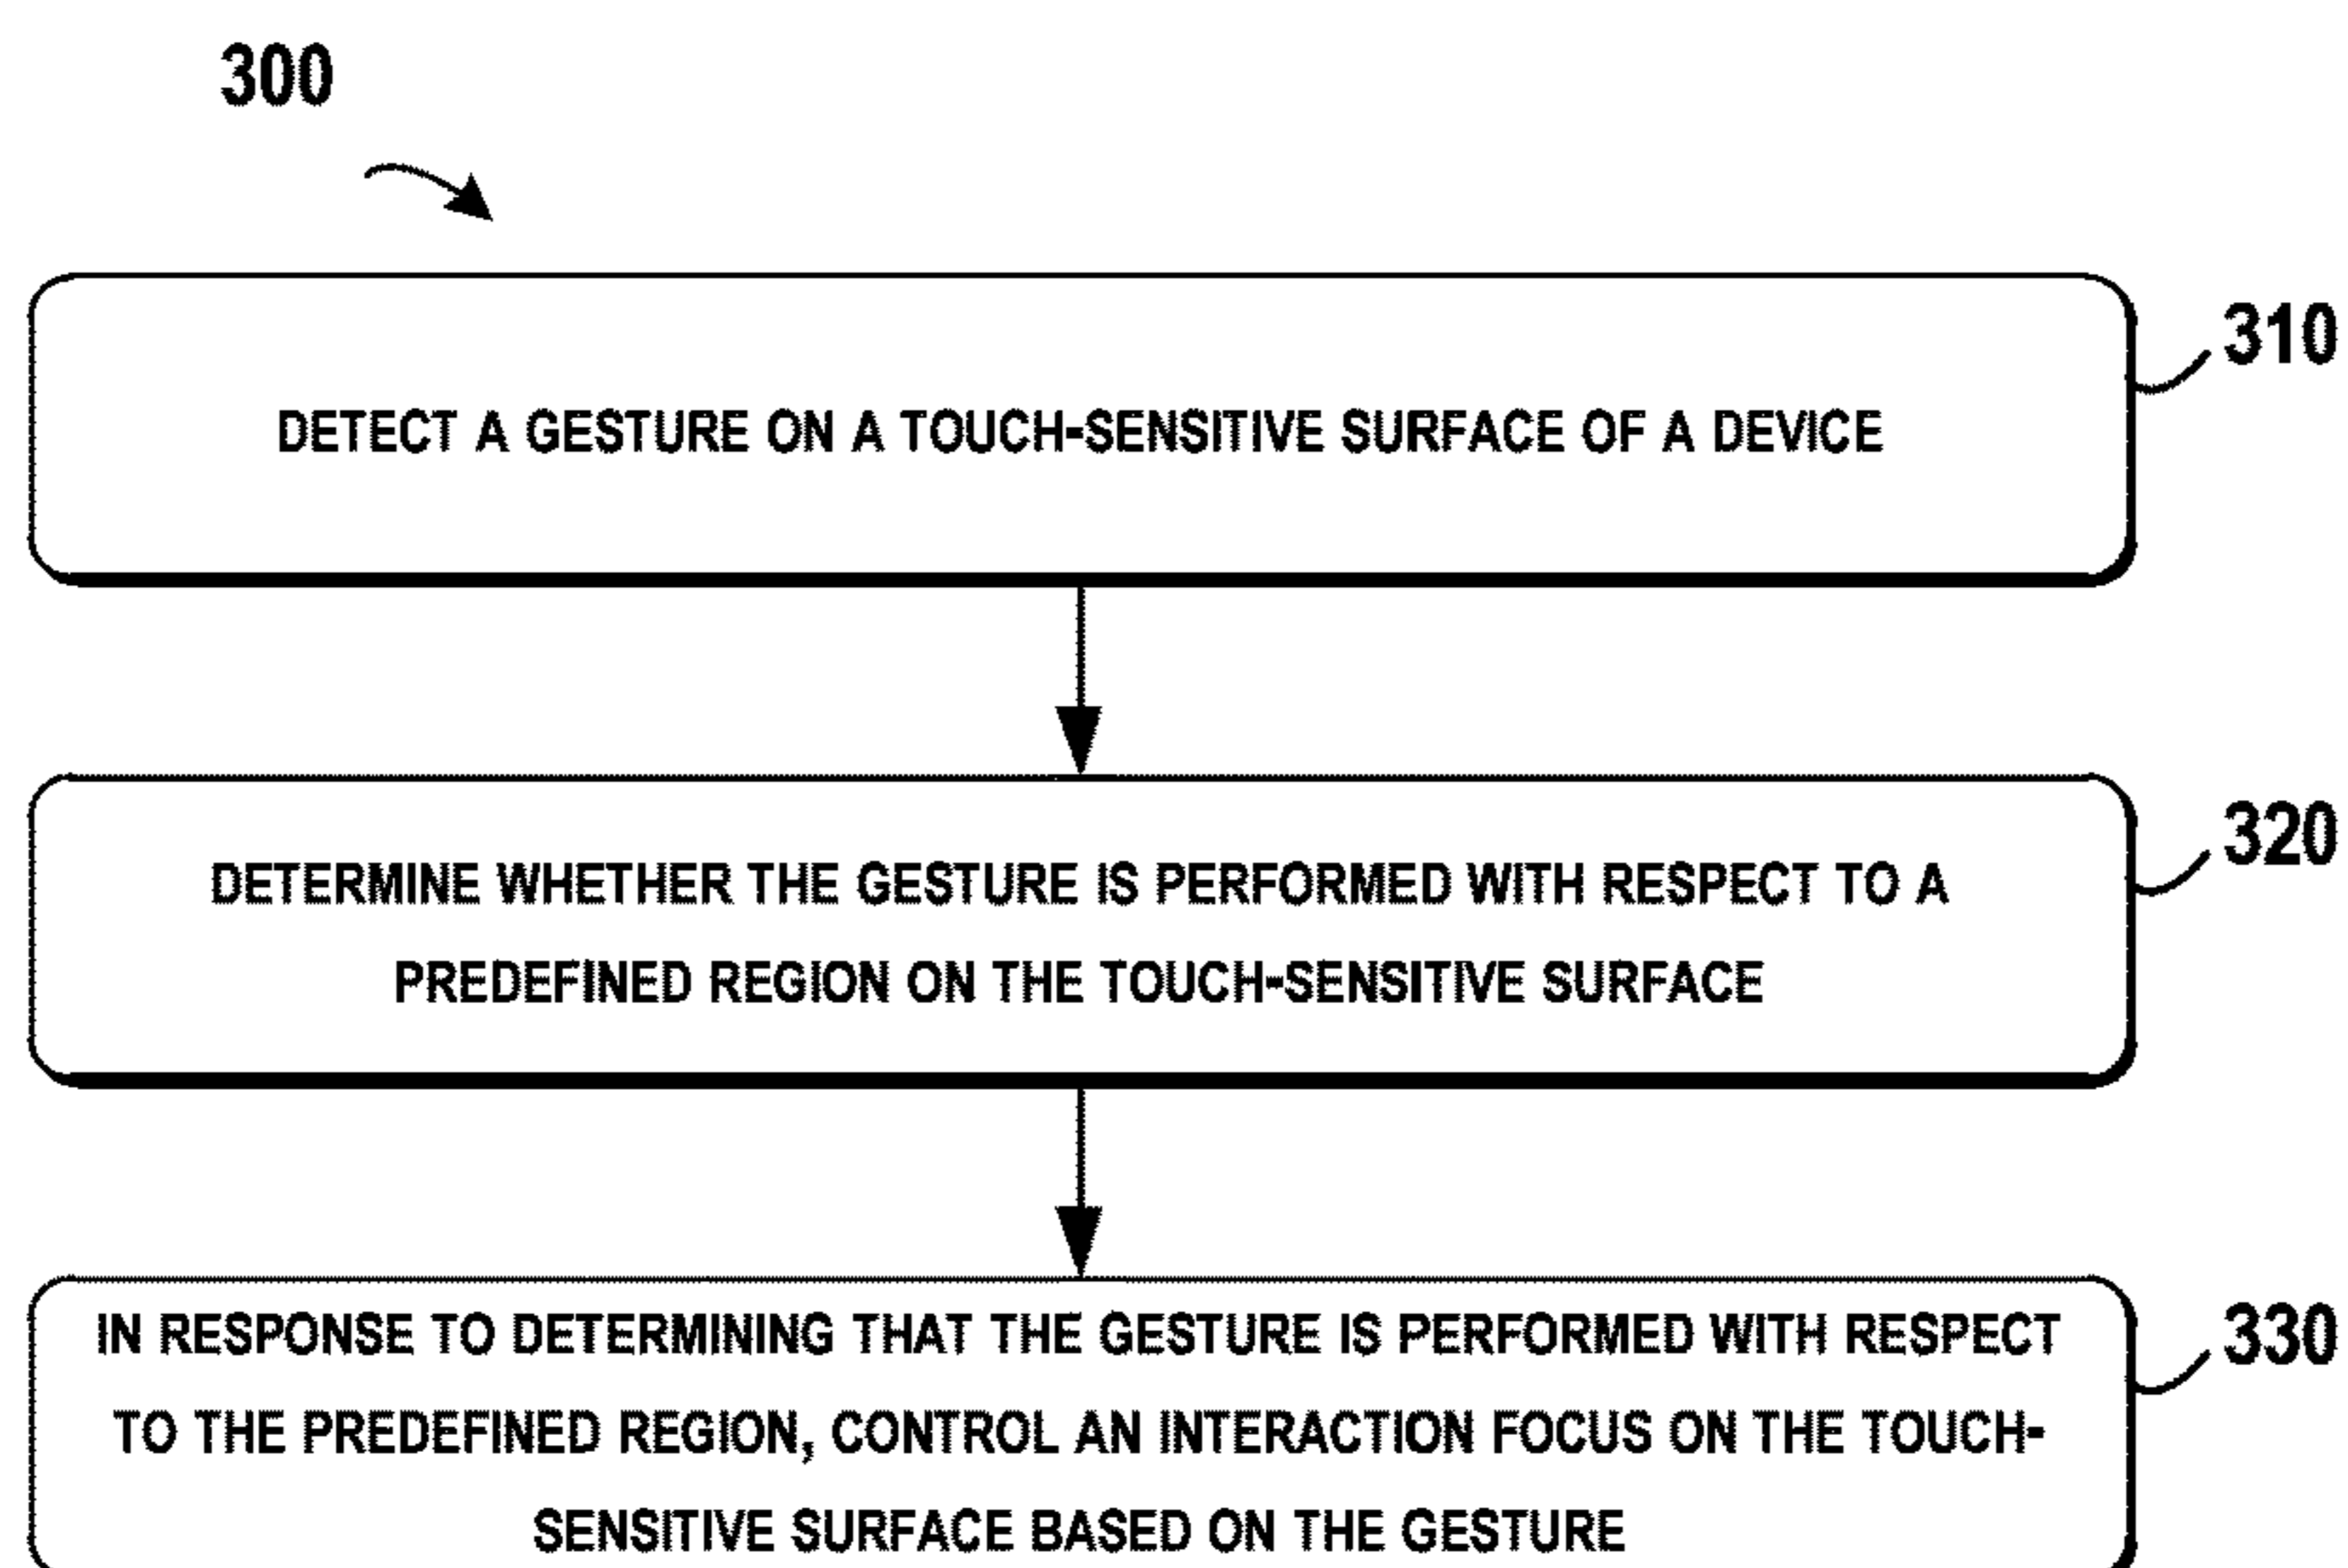 300
310
DETECT A GESTURE ON A TOUCH-SENSITIVE SURFACE OF A DEVICE
320
DETERMINE WHETHER THE GESTURE IS PERFORMED WITH RESPECT TO A
PREDEFINED REGION ON THE TOUCH-SENSITIVE SURFACE
330
IN RESPONSE TO DETERMINING THAT THE GESTURE IS PERFORMED WITH RESPECT
TO THE PREDEFINED REGION, CONTROL AN INTERACTION FOCUS ON THE TOUCH-
SENSITIVE SURFACE BASED ON THE GESTURE